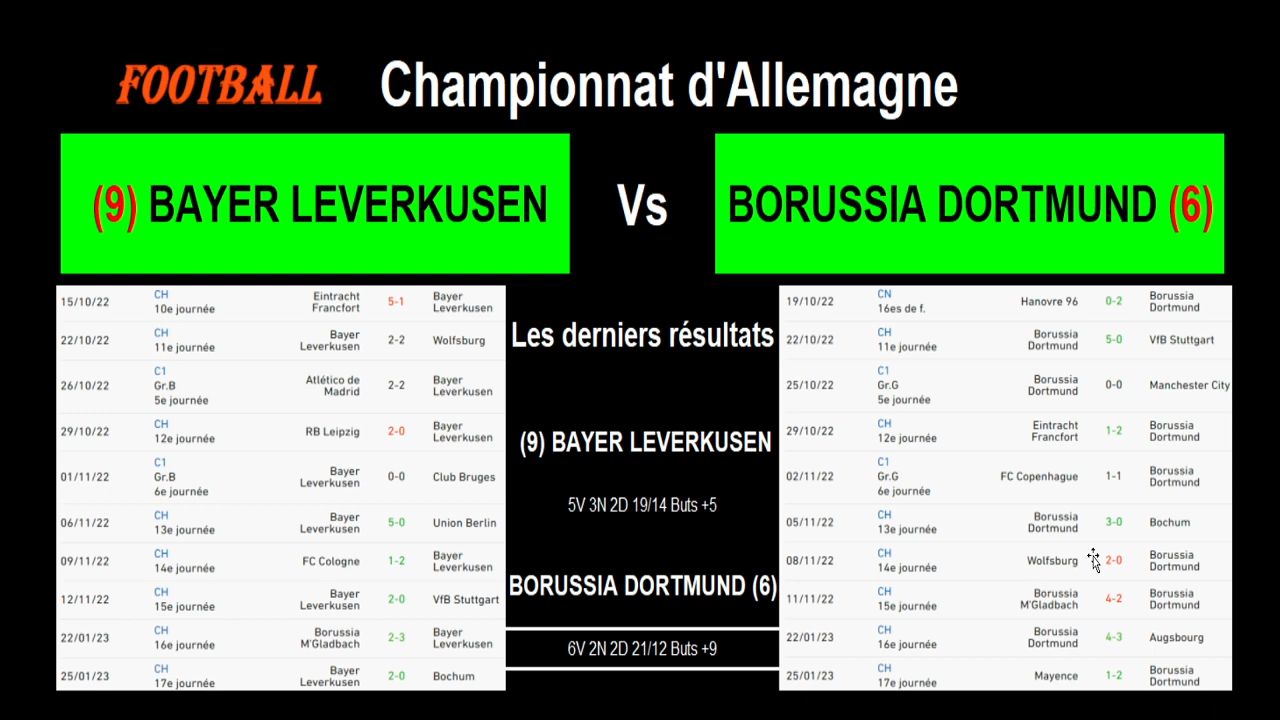 FOOTBALL Championnat d'Allemagne
(9) BAYER LEVERKUSEN Vs BORUSSIA DORTMUND (6)
15/10/22 CH 10e journée Eintracht Francfort 5-1 Bayer Leverkusen
22/10/22 CH 11e journée Bayer Leverkusen 2-2 Wolfsburg
26/10/22 C1 Gr.B 5e journée Atlético de Madrid 2-2 Bayer Leverkusen
29/10/22 CH 12e journée RB Leipzig 2-0 Bayer Leverkusen
01/11/22 C1 Gr.B 6e journée Bayer Leverkusen 0-0 Club Bruges
06/11/22 CH 13e journée Bayer Leverkusen 5-0 Union Berlin
09/11/22 CH 14e journée FC Cologne 1-2 Bayer Leverkusen
12/11/22 CH 15e journée Bayer Leverkusen 2-0 VfB Stuttgart
22/01/23 CH 16e journée Borussia M'Gladbach 2-3 Bayer Leverkusen
25/01/23 CH 17e journée Bayer Leverkusen 2-0 Bochum
Les derniers résultats
(9) BAYER LEVERKUSEN
5V 3N 2D 19/14 Buts +5
BORUSSIA DORTMUND (6)
6V 2N 2D 21/12 Buts +9
19/10/22 CN 16es de f. Hanovre 96 0-2 Borussia Dortmund
22/10/22 CH 11e journée Borussia Dortmund 5-0 VfB Stuttgart
25/10/22 C1 Gr.G 5e journée Borussia Dortmund 0-0 Manchester City
29/10/22 CH 12e journée Eintracht Francfort 1-2 Borussia Dortmund
02/11/22 C1 Gr.G 6e journée FC Copenhague 1-1 Borussia Dortmund
05/11/22 CH 13e journée Borussia Dortmund 3-0 Bochum
08/11/22 CH 14e journée Wolfsburg 2-0 Borussia Dortmund
11/11/22 CH 15e journée Borussia M'Gladbach 4-2 Borussia Dortmund
22/01/23 CH 16e journée Borussia Dortmund 4-3 Augsbourg
25/01/23 CH 17e journée Mayence 1-2 Borussia Dortmund